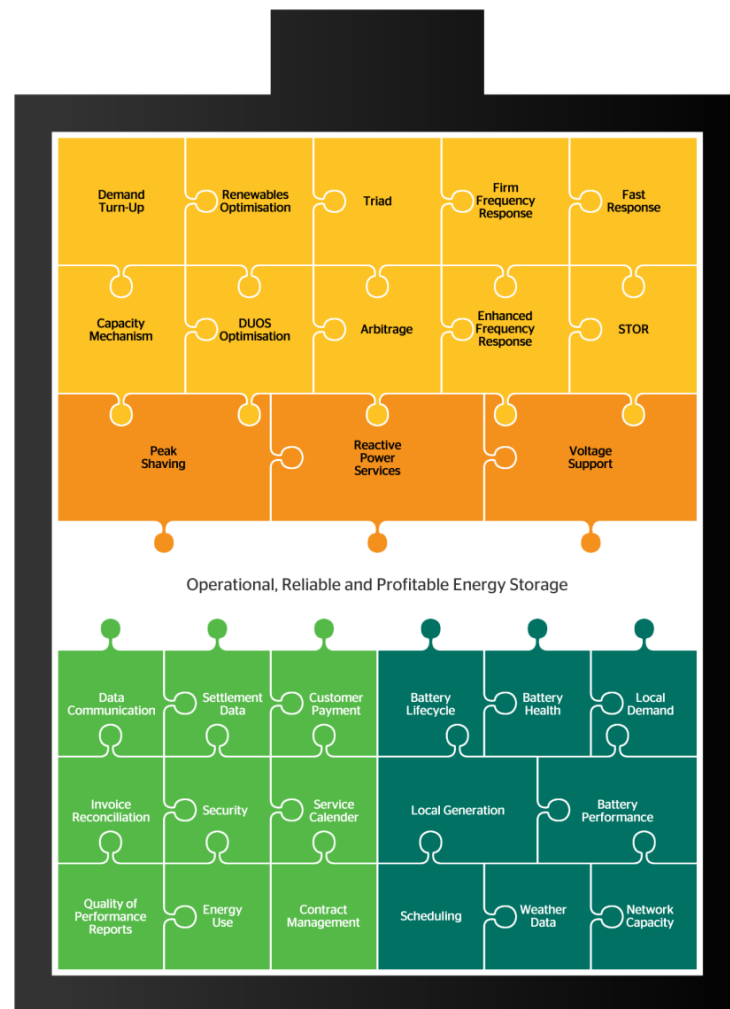 Demand
Turn-Up
Renewables
Optimisation
Triad
Firm
Frequency
Response
Fast
Response
Capacity
Mechanism
DUOS
Optimisation
Arbitrage
Enhanced
Frequency
Response
STOR
Peak
Shaving
Reactive
Power
Services
Voltage
Support
Operational, Reliable and Profitable Energy Storage
Data
Communication
Settlement
Data
Customer
Payment
Battery
Lifecycle
Battery
Health
Local
Demand
Invoice
Reconciliation
Security
Service
Calender
Local Generation
Battery
Performance
Quality of
Performance
Reports
Energy
Use
Contract
Management
Scheduling
Weather
Data
Network
Capacity